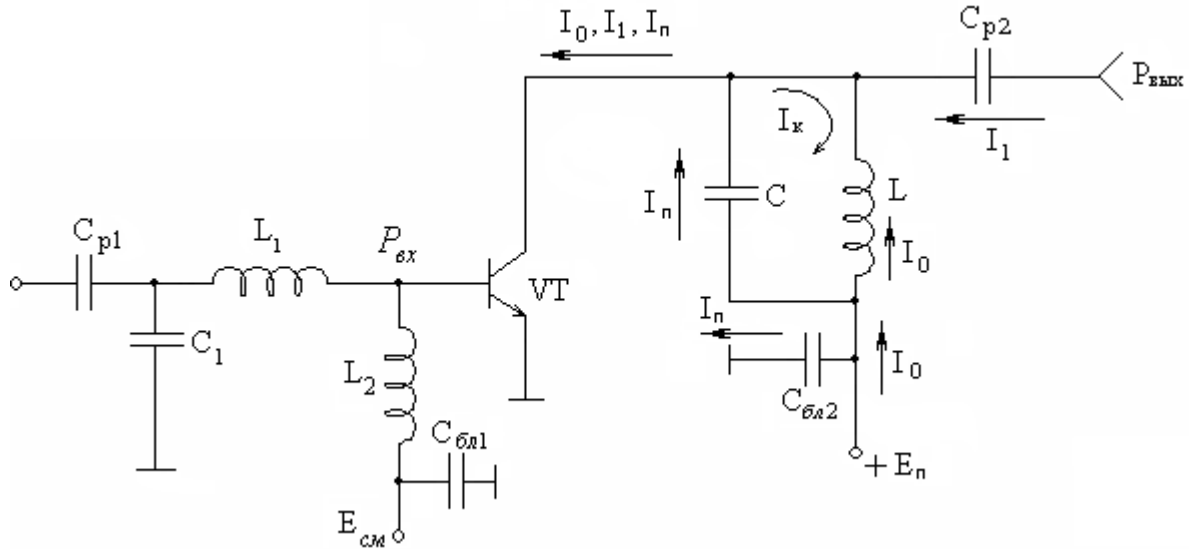 I₀, I₁, Iп
Cр2
Pвых
Iк
I₁
Iп
C
L
I₀
Cр1
L₁
Pвх
VT
C₁
L₂
Iп
I₀
Cбл2
Cбл1
+ Eп
Eсм